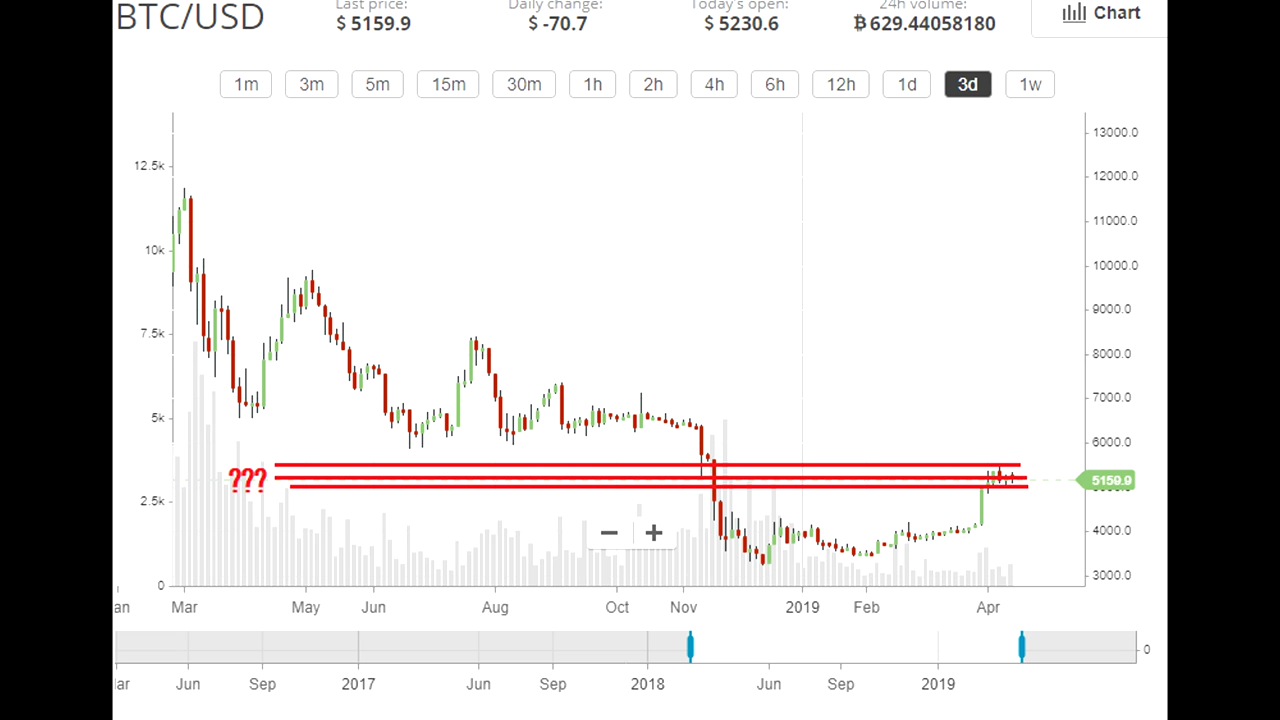 BTC/USD
Last price: Daily change: Today's open: 24h volume:
$ 5159.9 $ -70.7 $ 5230.6 Ƀ 629.44058180
Chart
1m 3m 5m 15m 30m 1h 2h 4h 6h 12h 1d 3d 1w
13000.0
12.5k
12000.0
11000.0
10k
10000.0
9000.0
7.5k
8000.0
7000.0
5k
6000.0
???
5159.9
2.5k
− +
4000.0
3000.0
0
an Mar May Jun Aug Oct Nov 2019 Feb Apr
0
lar Jun Sep 2017 Jun Sep 2018 Jun Sep 2019